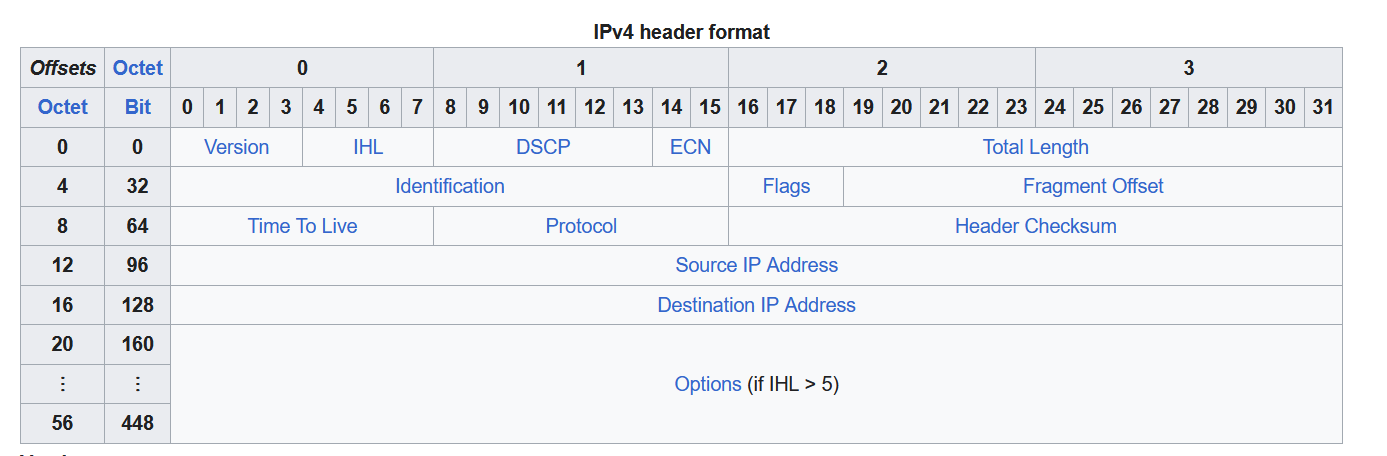 IPv4 header format
Offsets Octet 0 1 2 3
Octet Bit 0 1 2 3 4 5 6 7 8 9 10 11 12 13 14 15 16 17 18 19 20 21 22 23 24 25 26 27 28 29 30 31
0 0 Version IHL DSCP ECN Total Length
4 32 Identification Flags Fragment Offset
8 64 Time To Live Protocol Header Checksum
12 96 Source IP Address
16 128 Destination IP Address
20 160
⋮ ⋮ Options (if IHL > 5)
56 448